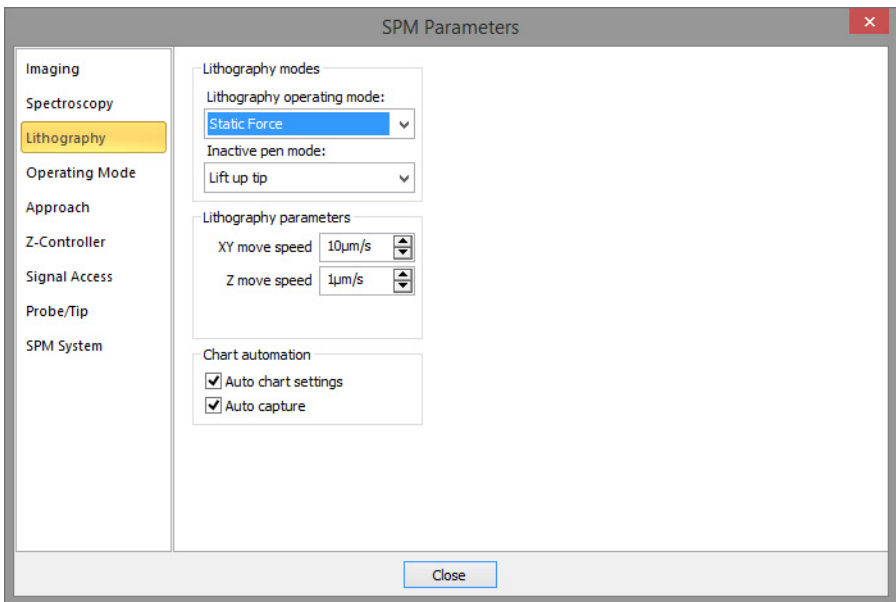 SPM Parameters
Imaging
Spectroscopy
Lithography
Operating Mode
Approach
Z-Controller
Signal Access
Probe/Tip
SPM System
Lithography modes
Lithography operating mode:
Static Force
Inactive pen mode:
Lift up tip
Lithography parameters
XY move speed 10µm/s
Z move speed 1µm/s
Chart automation
Auto chart settings
Auto capture
Close